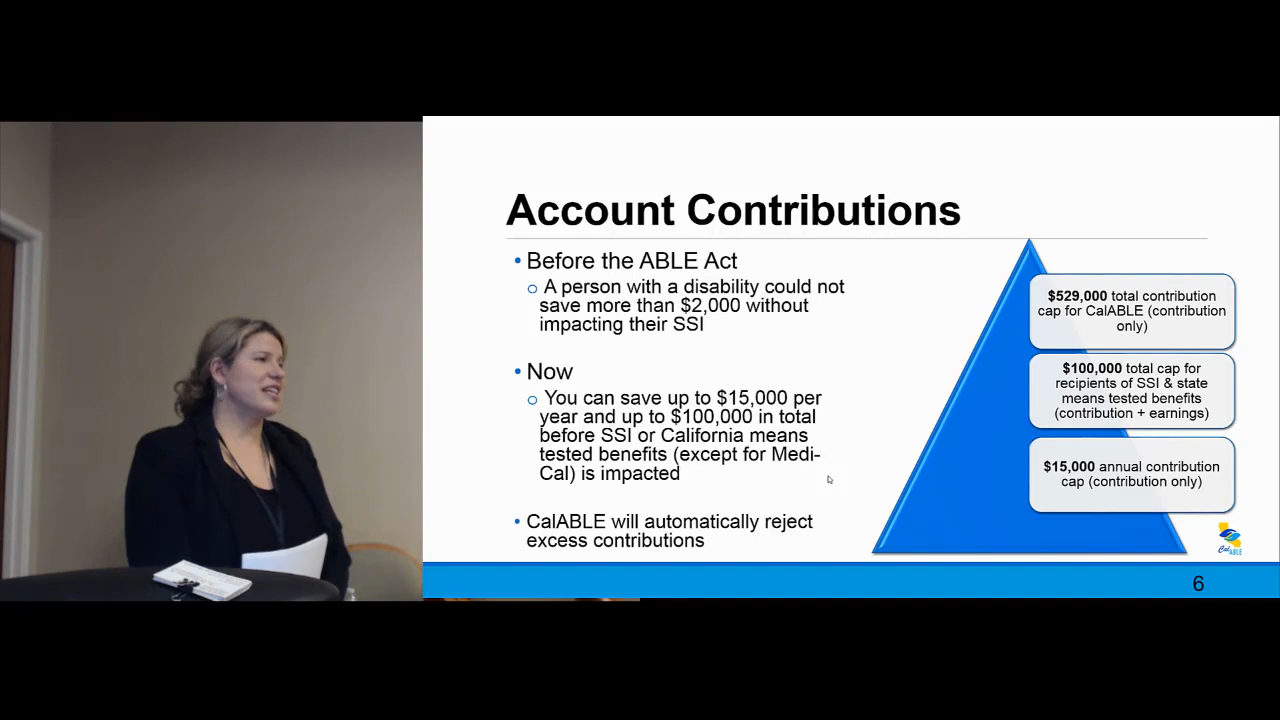 Account Contributions
• Before the ABLE Act
o A person with a disability could not
save more than $2,000 without
impacting their SSI
• Now
o You can save up to $15,000 per
year and up to $100,000 in total
before SSI or California means
tested benefits (except for Medi-
Cal) is impacted
• CalABLE will automatically reject
excess contributions
$529,000 total contribution
cap for CalABLE (contribution
only)
$100,000 total cap for
recipients of SSI & state
means tested benefits
(contribution + earnings)
$15,000 annual contribution
cap (contribution only)
CalABLE
6